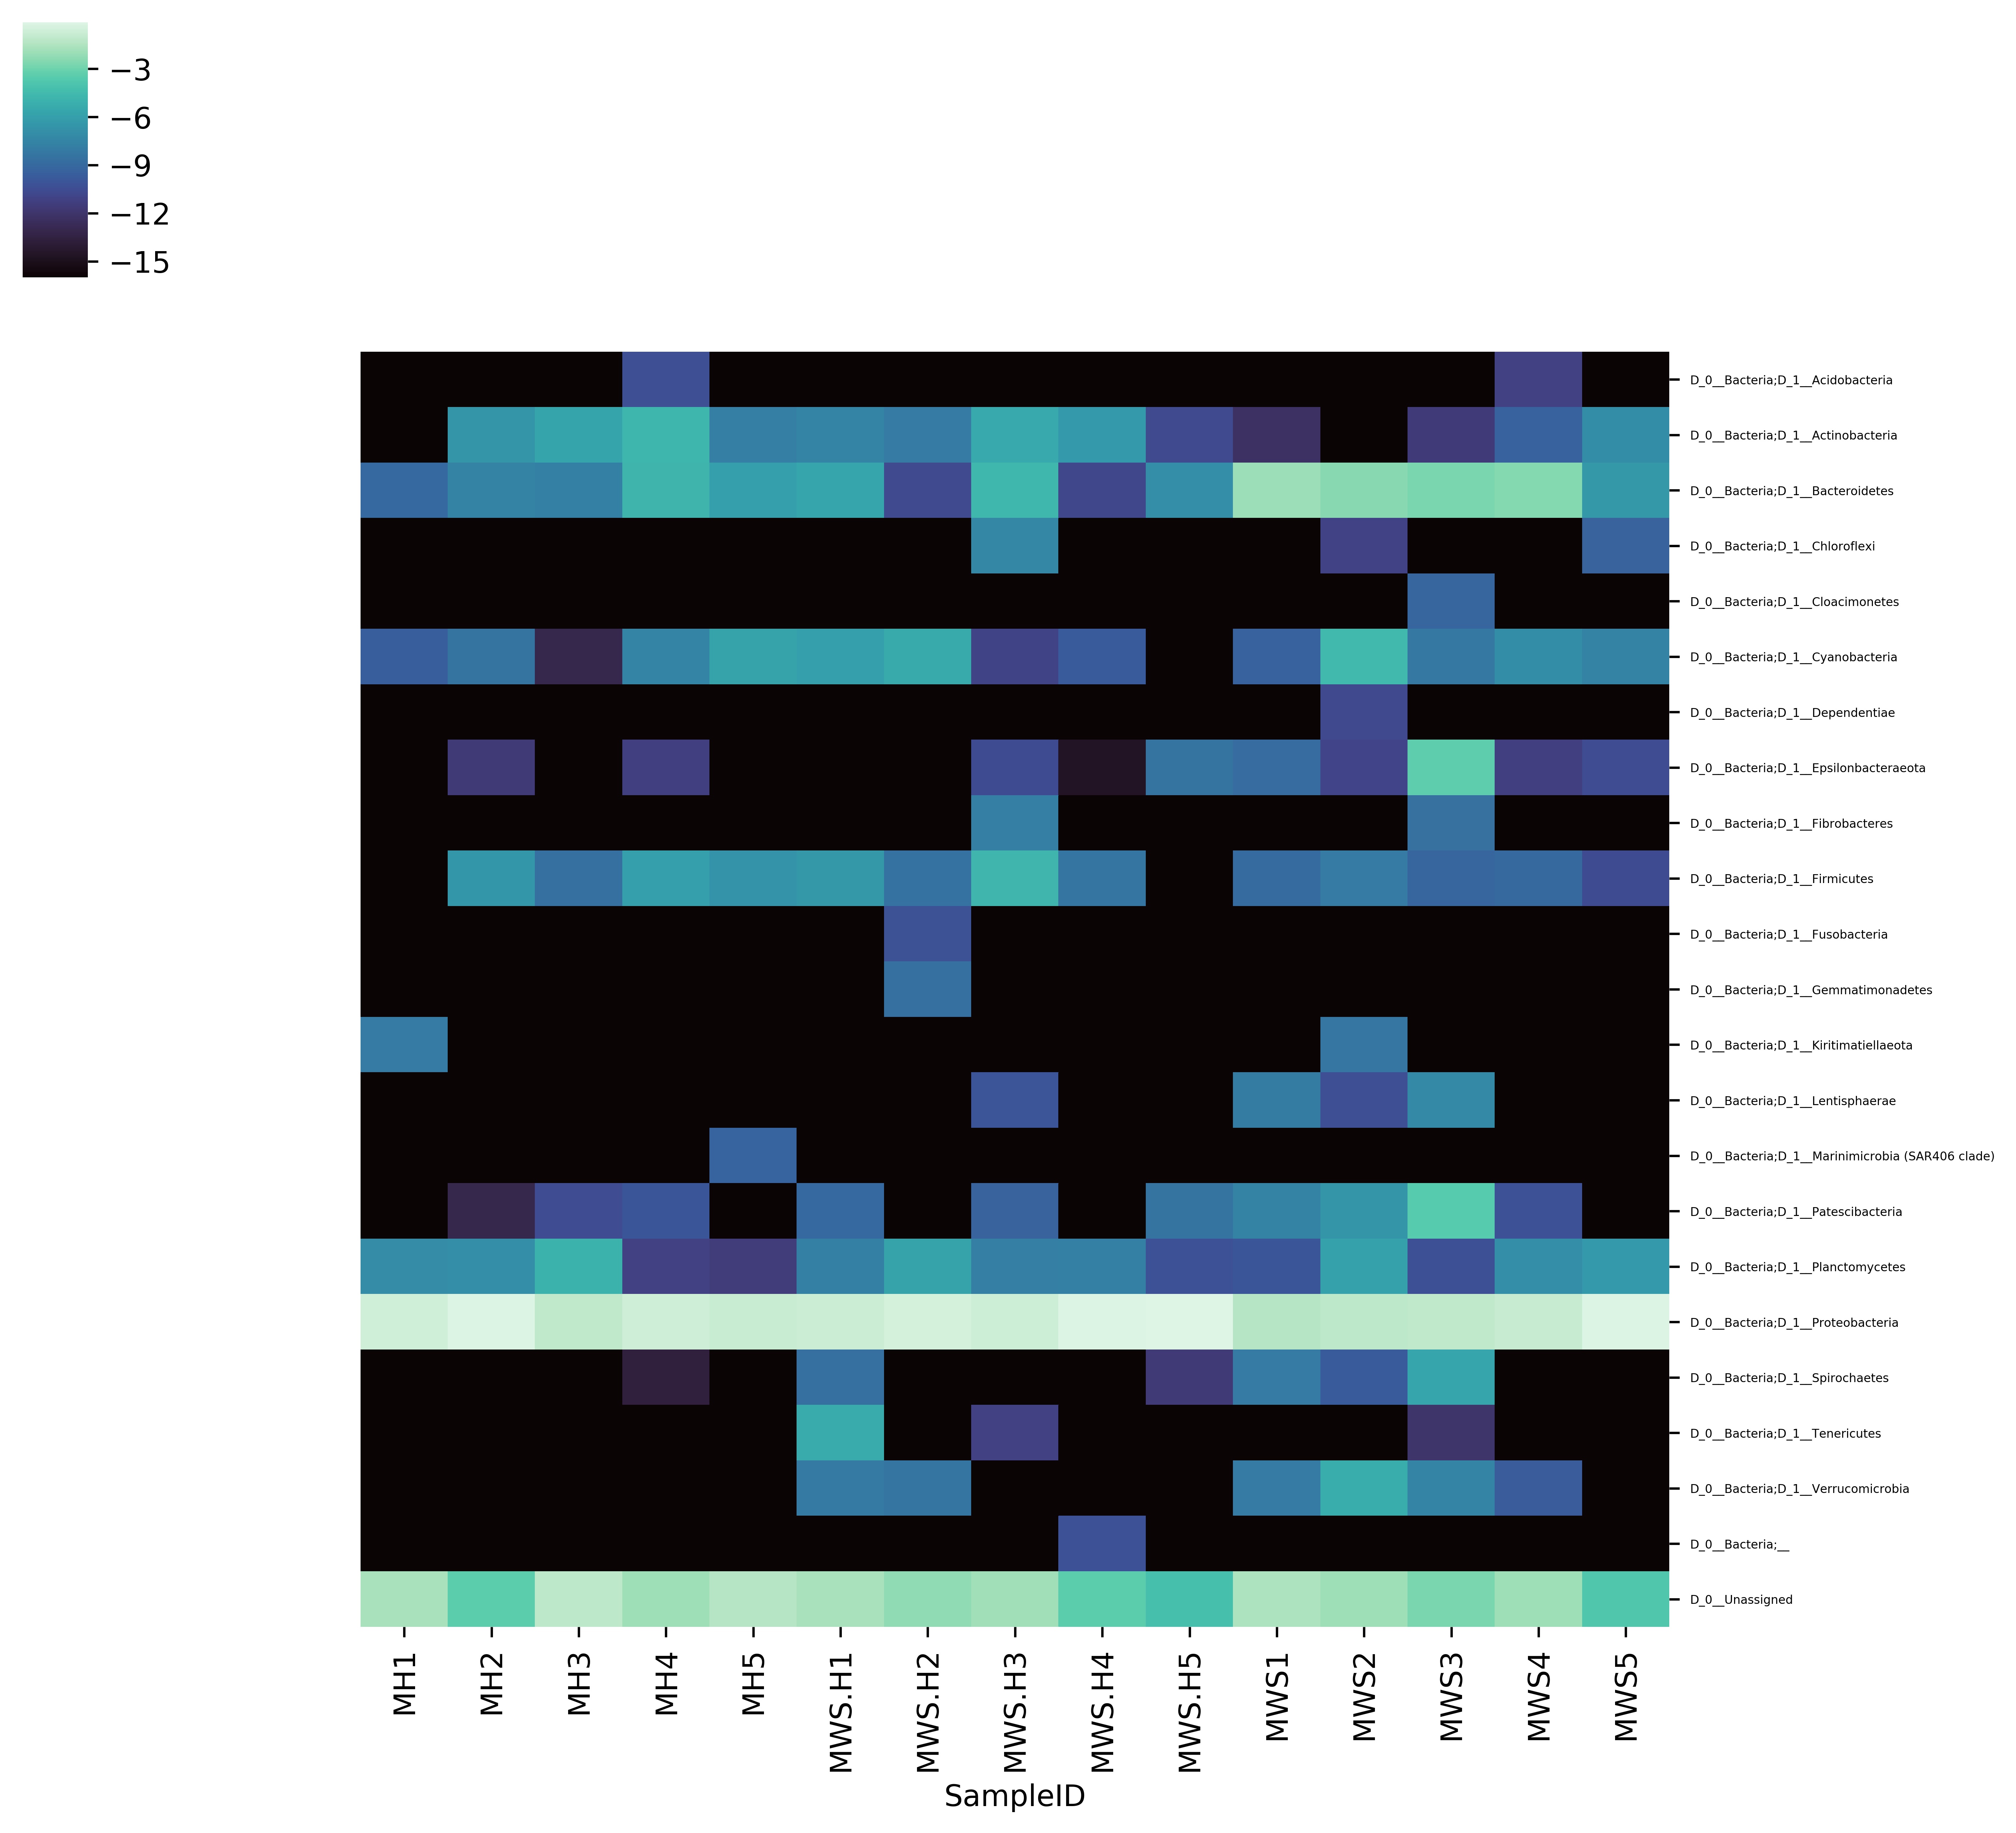 −3
−6
−9
−12
−15
D_0__Bacteria;D_1__Acidobacteria
D_0__Bacteria;D_1__Actinobacteria
D_0__Bacteria;D_1__Bacteroidetes
D_0__Bacteria;D_1__Chloroflexi
D_0__Bacteria;D_1__Cloacimonetes
D_0__Bacteria;D_1__Cyanobacteria
D_0__Bacteria;D_1__Dependentiae
D_0__Bacteria;D_1__Epsilonbacteraeota
D_0__Bacteria;D_1__Fibrobacteres
D_0__Bacteria;D_1__Firmicutes
D_0__Bacteria;D_1__Fusobacteria
D_0__Bacteria;D_1__Gemmatimonadetes
D_0__Bacteria;D_1__Kiritimatiellaeota
D_0__Bacteria;D_1__Lentisphaerae
D_0__Bacteria;D_1__Marinimicrobia (SAR406 clade)
D_0__Bacteria;D_1__Patescibacteria
D_0__Bacteria;D_1__Planctomycetes
D_0__Bacteria;D_1__Proteobacteria
D_0__Bacteria;D_1__Spirochaetes
D_0__Bacteria;D_1__Tenericutes
D_0__Bacteria;D_1__Verrucomicrobia
D_0__Bacteria;__
D_0__Unassigned
MH1
MH2
MH3
MH4
MH5
MWS.H1
MWS.H2
MWS.H3
MWS.H4
MWS.H5
MWS1
MWS2
MWS3
MWS4
MWS5
SampleID